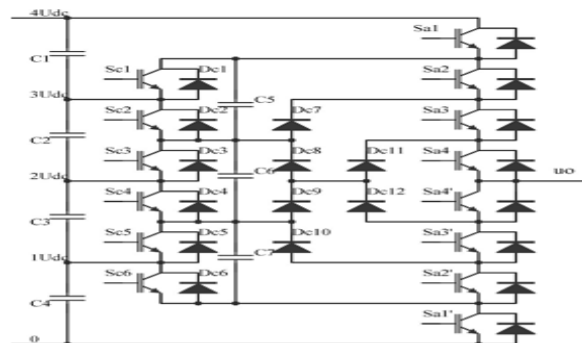 4Udc
Sa1
C1
Sc1
Dc1
Sa2
3Udc
C5
Sc2
Dc2
Dc7
Sa3
C2
Sc3
Dc3
Dc8
Dc11
Sa4
2Udc
C6
uo
Sc4
Dc4
Dc9
Dc12
Sa4'
C3
Sc5
Dc5
Dc10
Sa3'
1Udc
C7
Sc6
Dc6
Sa2'
C4
Sa1'
0